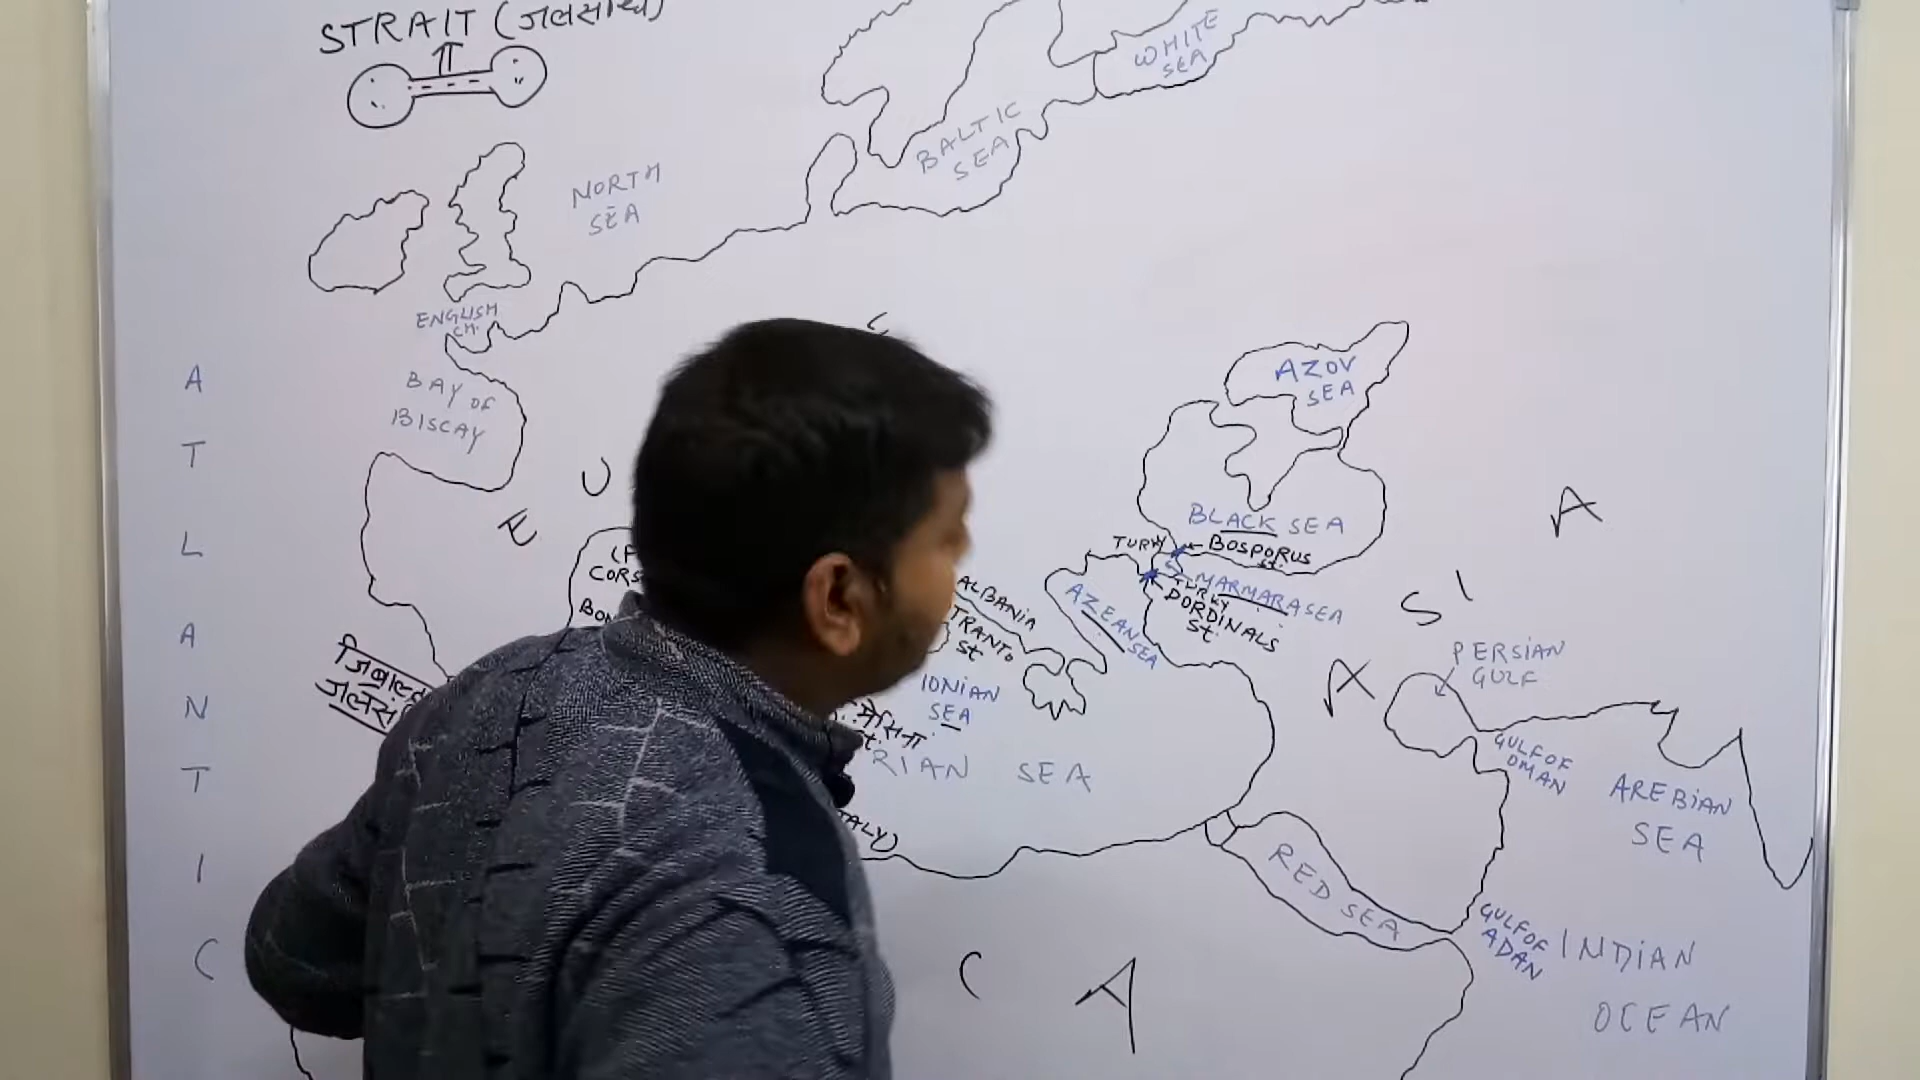 STRAIT (जलसंधि)
WHITE
SEA
BALTIC
SEA
NORTH
SEA
ENGLISH
CH.
BAY OF
BISCAY
A
T
L
A
N
T
I
C
E
U
CORS
AZOV
SEA
BLACK SEA
TURKY
BOSPORUS
st.
MARMARA SEA
TURKY
DORDINALS
St.
AZEAN SEA
ALBANIA
TRANTO
St
IONIAN
SEA
मेसिना
RIAN SEA
TALY)
A
S I
A
PERSIAN
GULF
GULF OF
OMAN
AREBIAN
SEA
RED SEA
GULF OF
ADAN
INDIAN
OCEAN
C A